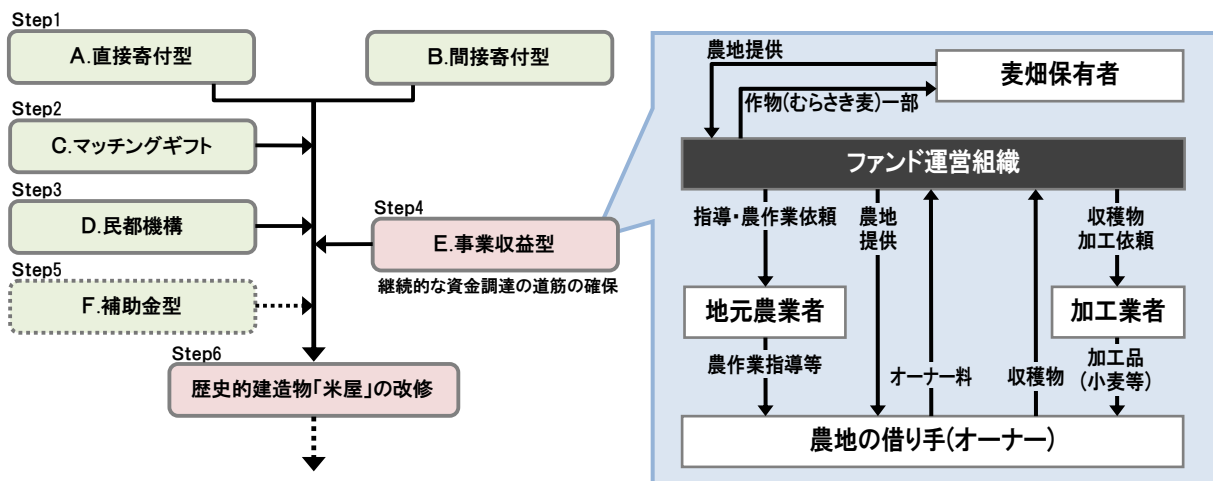 Step1
A.直接寄付型
B.間接寄付型
Step2
C.マッチングギフト
Step3
D.民都機構
Step4
E.事業収益型
継続的な資金調達の道筋の確保
Step5
F.補助金型
Step6
歴史的建造物「米屋」の改修
農地提供
麦畑保有者
作物(むらさき麦)一部
ファンド運営組織
指導・農作業依頼
農地
提供
収穫物
加工依頼
地元農業者
加工業者
農作業指導等
オーナー料
収穫物
加工品
(小麦等)
農地の借り手(オーナー)